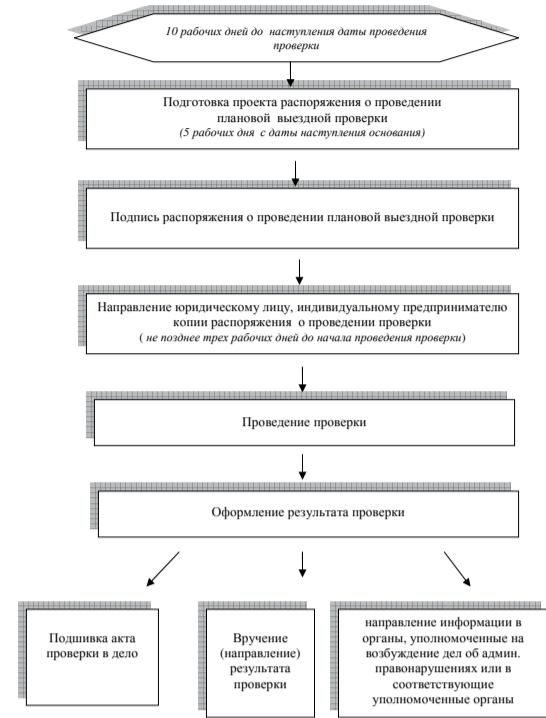 10 рабочих дней до наступления даты проведения
проверки
Подготовка проекта распоряжения о проведении
плановой выездной проверки
(5 рабочих дня с даты наступления основания)
Подпись распоряжения о проведении плановой выездной проверки
Направление юридическому лицу, индивидуальному предпринимателю
копии распоряжения о проведении проверки
( не позднее трех рабочих дней до начала проведения проверки)
Проведение проверки
Оформление результата проверки
Подшивка акта
проверки в дело
Вручение
(направление)
результата
проверки
направление информации в
органы, уполномоченные на
возбуждение дел об админ.
правонарушениях или в
соответствующие
уполномоченные органы